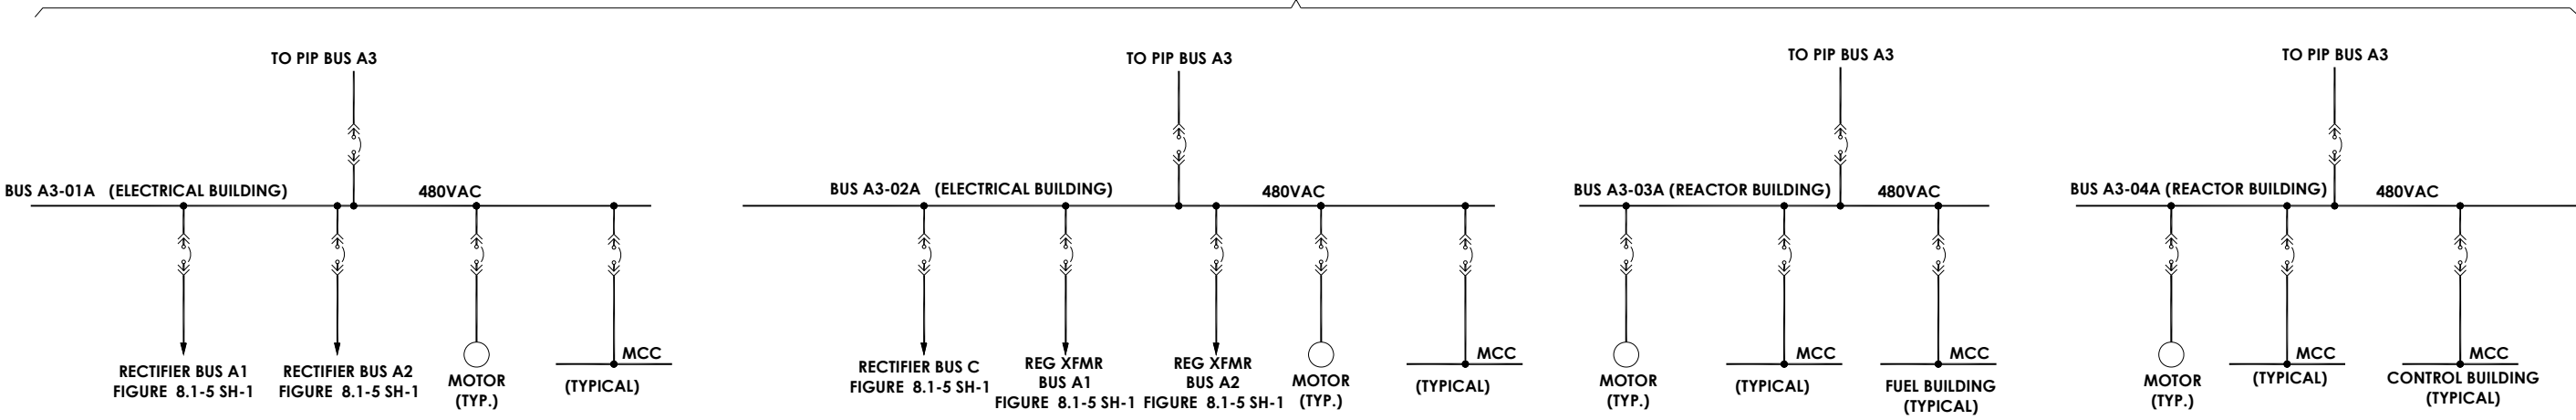 TO PIP BUS A3
TO PIP BUS A3
TO PIP BUS A3
TO PIP BUS A3
BUS A3-01A (ELECTRICAL BUILDING) 480VAC
BUS A3-02A (ELECTRICAL BUILDING) 480VAC
BUS A3-03A (REACTOR BUILDING) 480VAC
BUS A3-04A (REACTOR BUILDING) 480VAC
RECTIFIER BUS A1
FIGURE 8.1-5 SH-1
RECTIFIER BUS A2
FIGURE 8.1-5 SH-1
MOTOR
(TYP.)
MCC
(TYPICAL)
RECTIFIER BUS C
FIGURE 8.1-5 SH-1
REG XFMR
BUS A1
FIGURE 8.1-5 SH-1
REG XFMR
BUS A2
FIGURE 8.1-5 SH-1
MOTOR
(TYP.)
MCC
(TYPICAL)
MOTOR
(TYP.)
MCC
(TYPICAL)
MCC
FUEL BUILDING
(TYPICAL)
MOTOR
(TYP.)
MCC
(TYPICAL)
MCC
CONTROL BUILDING
(TYPICAL)